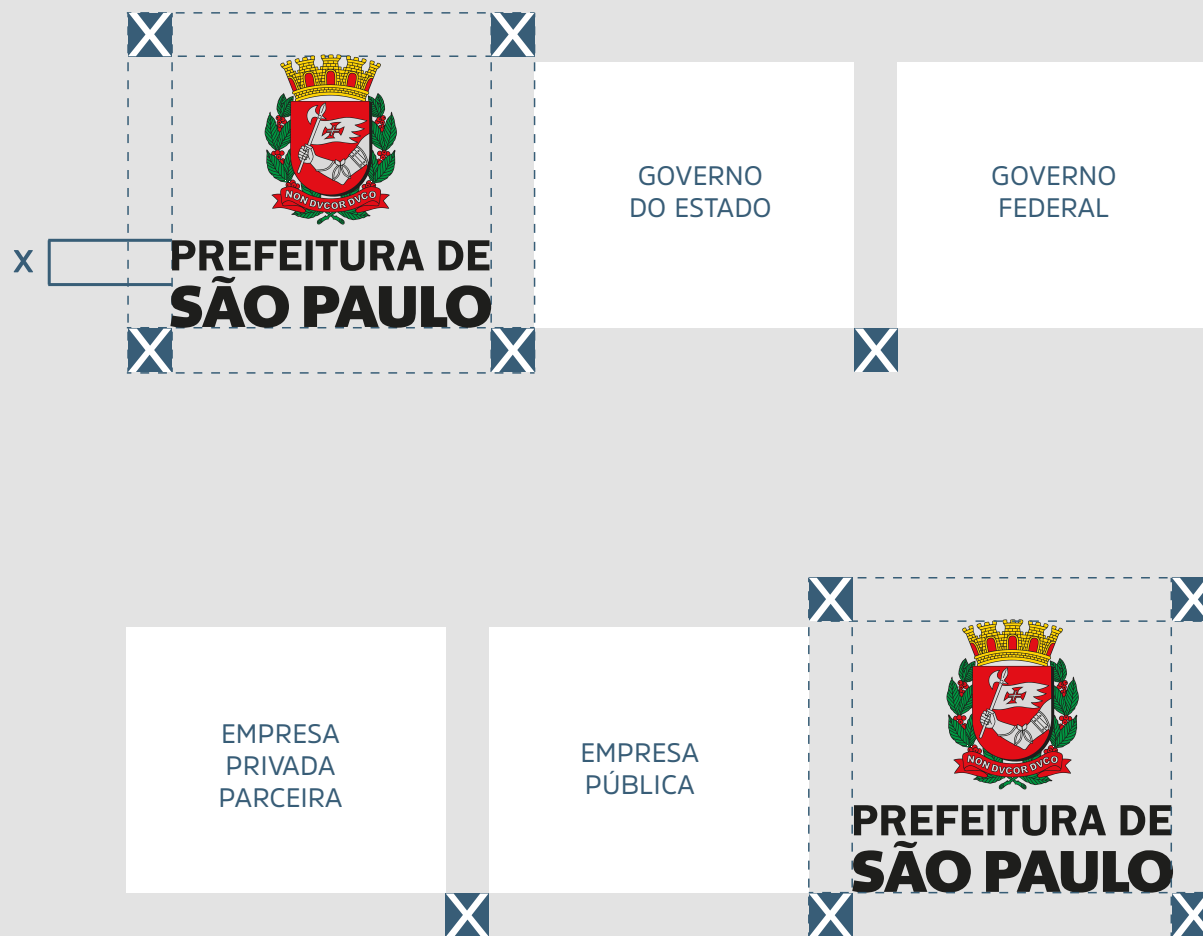 X X
NON DVCOR DVCO
GOVERNO
DO ESTADO
GOVERNO
FEDERAL
X
PREFEITURA DE
SÃO PAULO
X X X
X X
NON DVCOR DVCO
EMPRESA
PRIVADA
PARCEIRA
EMPRESA
PÚBLICA
PREFEITURA DE
SÃO PAULO
X X X